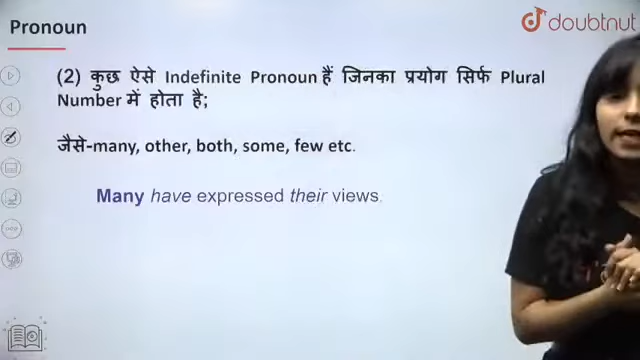 Pronoun
doubtnut
(2) कुछ ऐसे Indefinite Pronoun हैं जिनका प्रयोग सिर्फ Plural
Number में होता है;
जैसे-many, other, both, some, few etc.
Many have expressed their views.